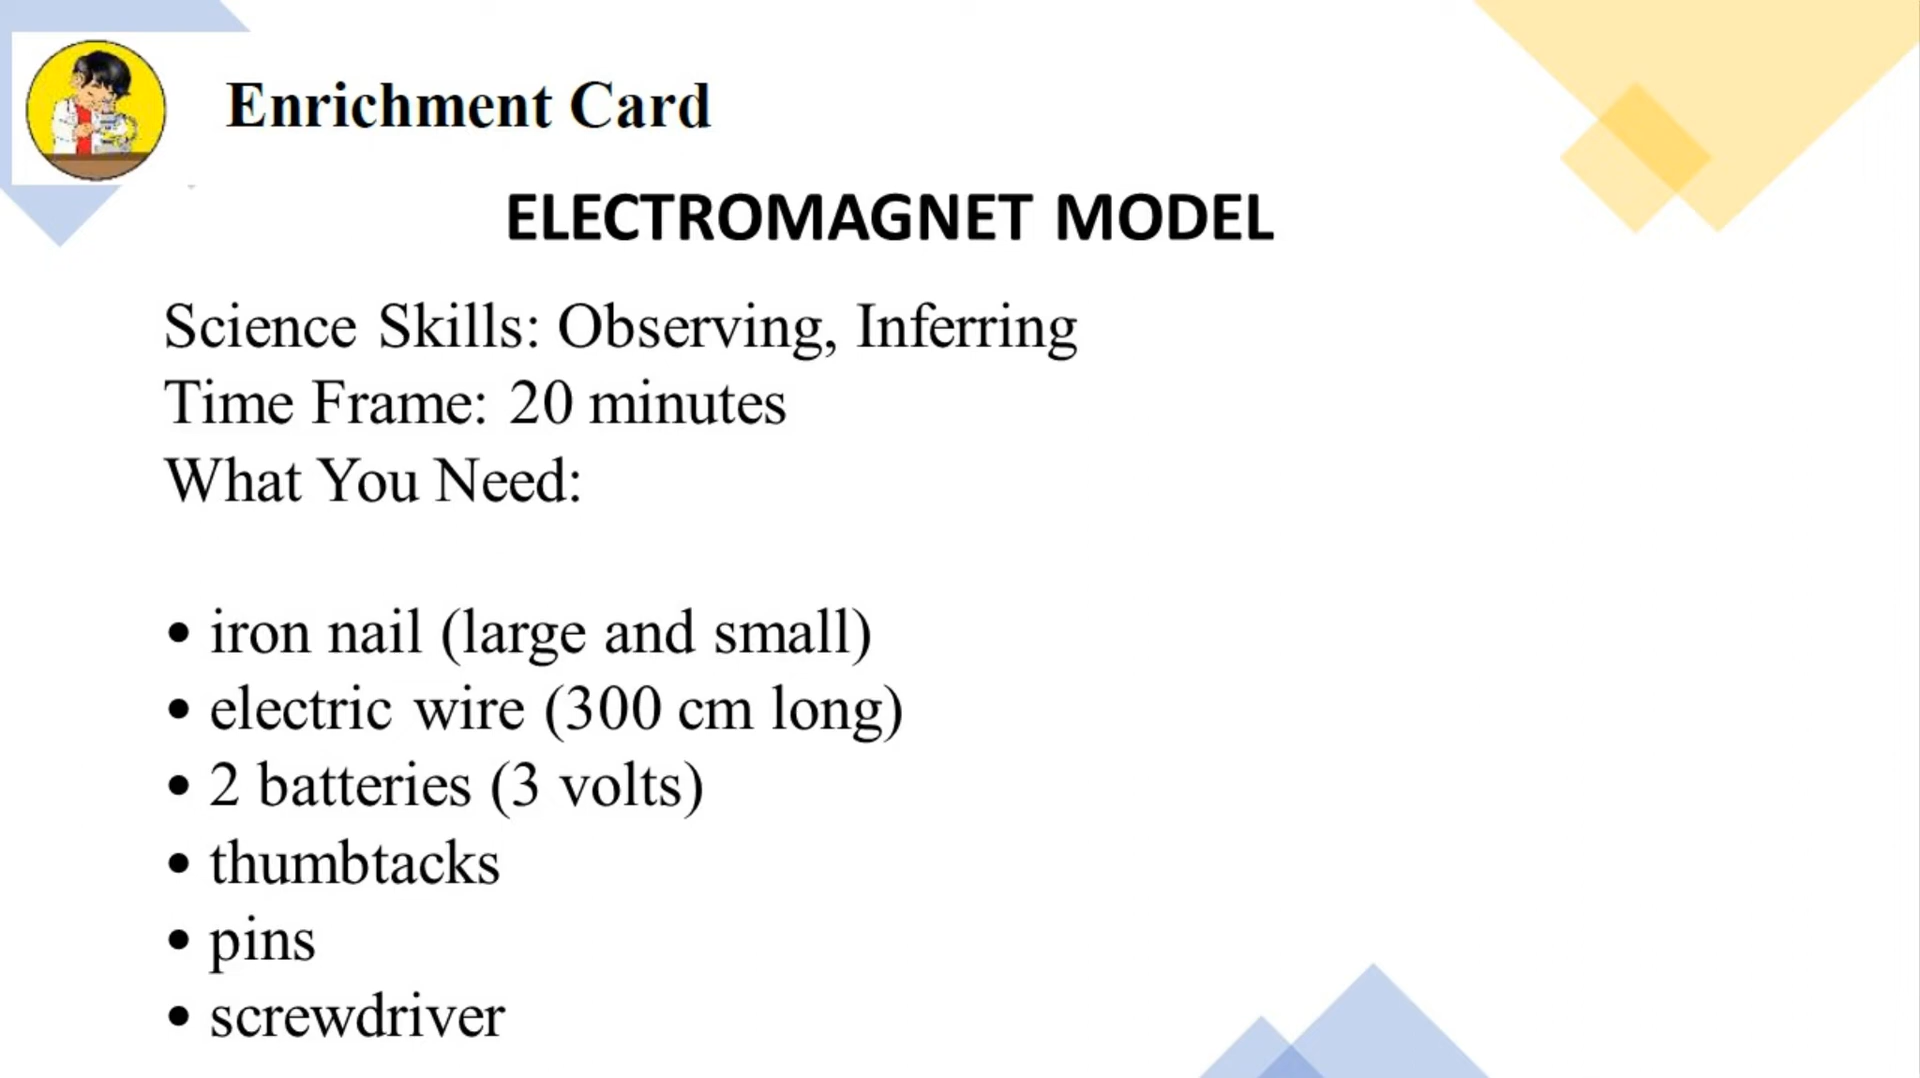 Enrichment Card
ELECTROMAGNET MODEL
Science Skills: Observing, Inferring
Time Frame: 20 minutes
What You Need:
• iron nail (large and small)
• electric wire (300 cm long)
• 2 batteries (3 volts)
• thumbtacks
• pins
• screwdriver